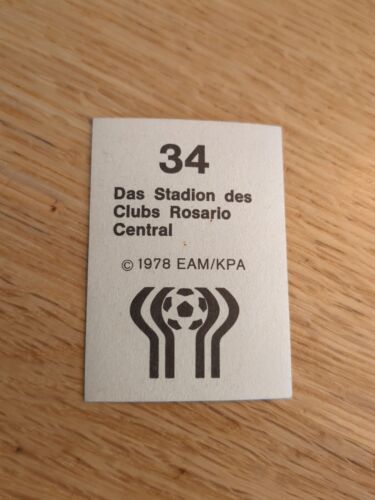 34
Das Stadion des
Clubs Rosario
Central
© 1978 EAM/KPA